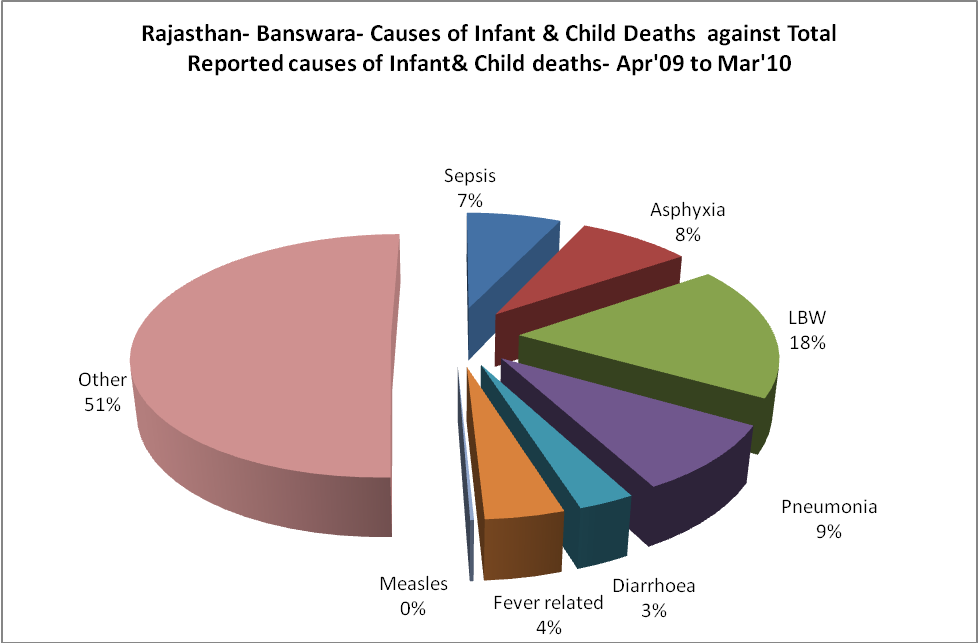 Rajasthan- Banswara- Causes of Infant & Child Deaths against Total
Reported causes of Infant& Child deaths- Apr'09 to Mar'10
Sepsis
7%
Asphyxia
8%
LBW
18%
Pneumonia
9%
Diarrhoea
3%
Fever related
4%
Measles
0%
Other
51%